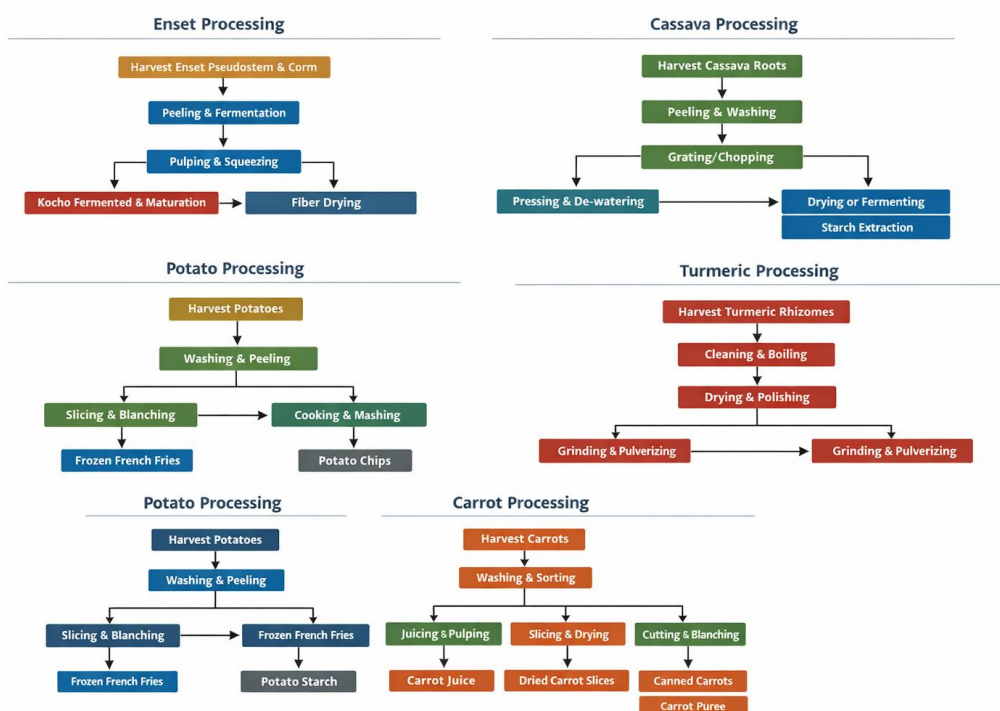 Enset Processing
Harvest Enset Pseudostem & Corm
Peeling & Fermentation
Pulping & Squeezing
Kocho Fermented & Maturation
Fiber Drying
Cassava Processing
Harvest Cassava Roots
Peeling & Washing
Grating/Chopping
Pressing & De-watering
Drying or Fermenting
Starch Extraction
Potato Processing
Harvest Potatoes
Washing & Peeling
Slicing & Blanching
Cooking & Mashing
Frozen French Fries
Potato Chips
Turmeric Processing
Harvest Turmeric Rhizomes
Cleaning & Boiling
Drying & Polishing
Grinding & Pulverizing
Grinding & Pulverizing
Potato Processing
Harvest Potatoes
Washing & Peeling
Slicing & Blanching
Frozen French Fries
Frozen French Fries
Potato Starch
Carrot Processing
Harvest Carrots
Washing & Sorting
Juicing & Pulping
Slicing & Drying
Cutting & Blanching
Carrot Juice
Dried Carrot Slices
Canned Carrots
Carrot Puree